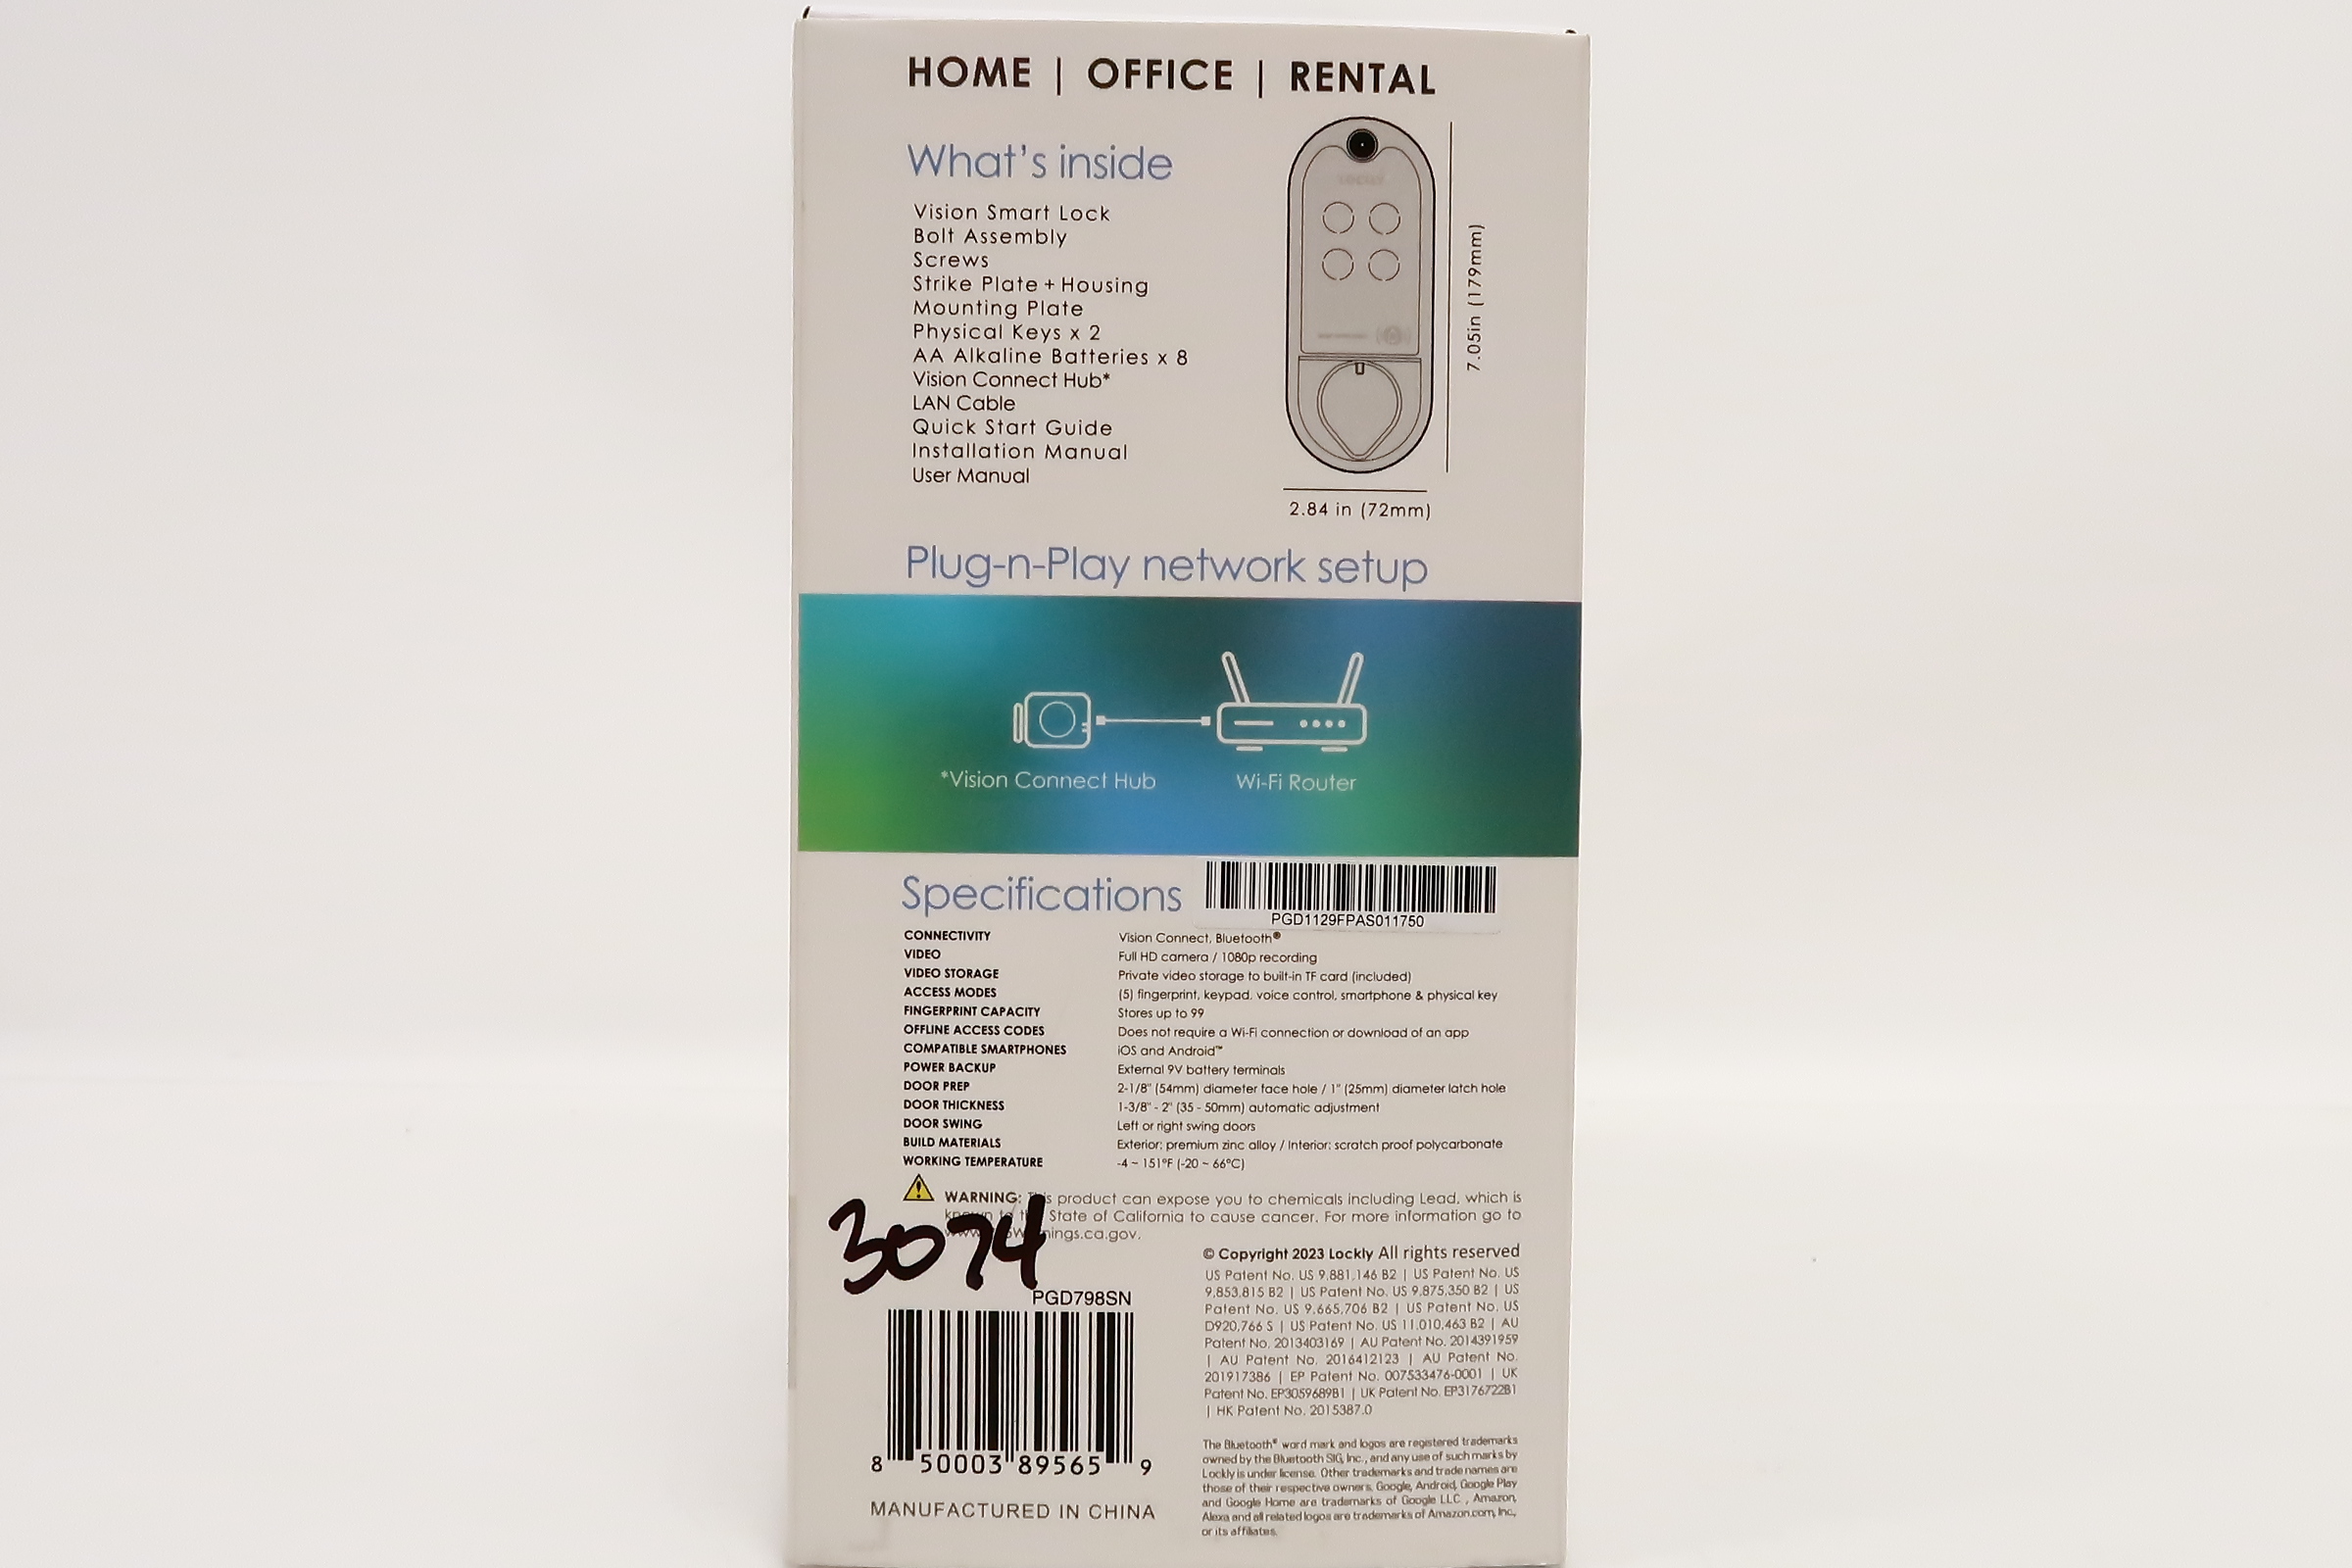 HOME | OFFICE | RENTAL
What's inside
Vision Smart Lock
Bolt Assembly
Screws
Strike Plate + Housing
Mounting Plate
Physical Keys x 2
AA Alkaline Batteries x 8
Vision Connect Hub*
LAN Cable
Quick Start Guide
Installation Manual
User Manual
LOCKLY
7.05in (179mm)
2.84 in (72mm)
Plug-n-Play network setup
*Vision Connect Hub Wi-Fi Router
Specifications
PGD1129FPAS011750
CONNECTIVITY Vision Connect, Bluetooth®
VIDEO Full HD camera / 1080p recording
VIDEO STORAGE Private video storage to built-in TF card (included)
ACCESS MODES (5) fingerprint, keypad, voice control, smartphone & physical key
FINGERPRINT CAPACITY Stores up to 99
OFFLINE ACCESS CODES Does not require a Wi-Fi connection or download of an app
COMPATIBLE SMARTPHONES iOS and Android™
POWER BACKUP External 9V battery terminals
DOOR PREP 2-1/8" (54mm) diameter face hole / 1" (25mm) diameter latch hole
DOOR THICKNESS 1-3/8" - 2" (35 - 50mm) automatic adjustment
DOOR SWING Left or right swing doors
BUILD MATERIALS Exterior: premium zinc alloy / Interior: scratch proof polycarbonate
WORKING TEMPERATURE -4 ~ 151°F (-20 ~ 66°C)
WARNING: This product can expose you to chemicals including Lead, which is
known to the State of California to cause cancer. For more information go to
www.P65Warnings.ca.gov.
3074
PGD798SN
8 50003 89565 9
MANUFACTURED IN CHINA
© Copyright 2023 Lockly All rights reserved
US Patent No. US 9,881,146 B2 | US Patent No. US
9,853,815 B2 | US Patent No. US 9,875,350 B2 | US
Patent No. US 9,665,706 B2 | US Patent No. US
D920,766 S | US Patent No. US 11,010,463 B2 | AU
Patent No. 2013403169 | AU Patent No. 2014391959
| AU Patent No. 2016412123 | AU Patent No.
201917386 | EP Patent No. 007533476-0001 | UK
Patent No. EP3059689B1 | UK Patent No. EP3176722B1
| HK Patent No. 2015387.0
The Bluetooth® word mark and logos are registered trademarks
owned by the Bluetooth SIG, Inc., and any use of such marks by
Lockly is under license. Other trademarks and trade names are
those of their respective owners. Google, Android, Google Play
and Google Home are trademarks of Google LLC., Amazon,
Alexa and all related logos are trademarks of Amazon.com, Inc.,
or its affiliates.